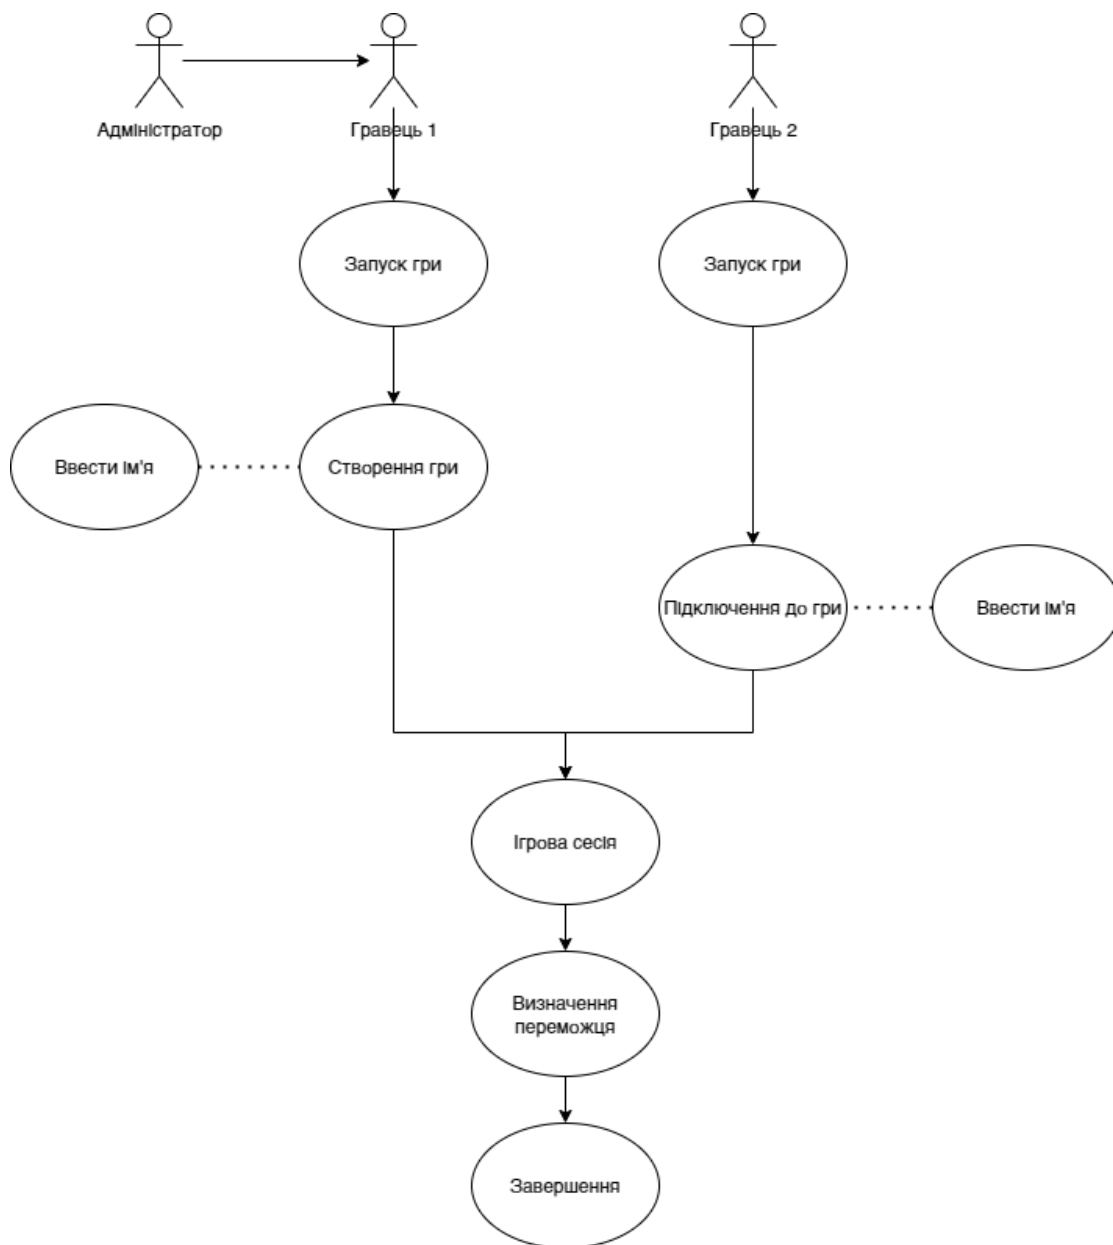 Адміністратор
Гравець 1
Гравець 2
Запуск гри
Запуск гри
Ввести ім'я
Створення гри
Підключення до гри
Ввести ім'я
Ігрова сесія
Визначення
переможця
Завершення